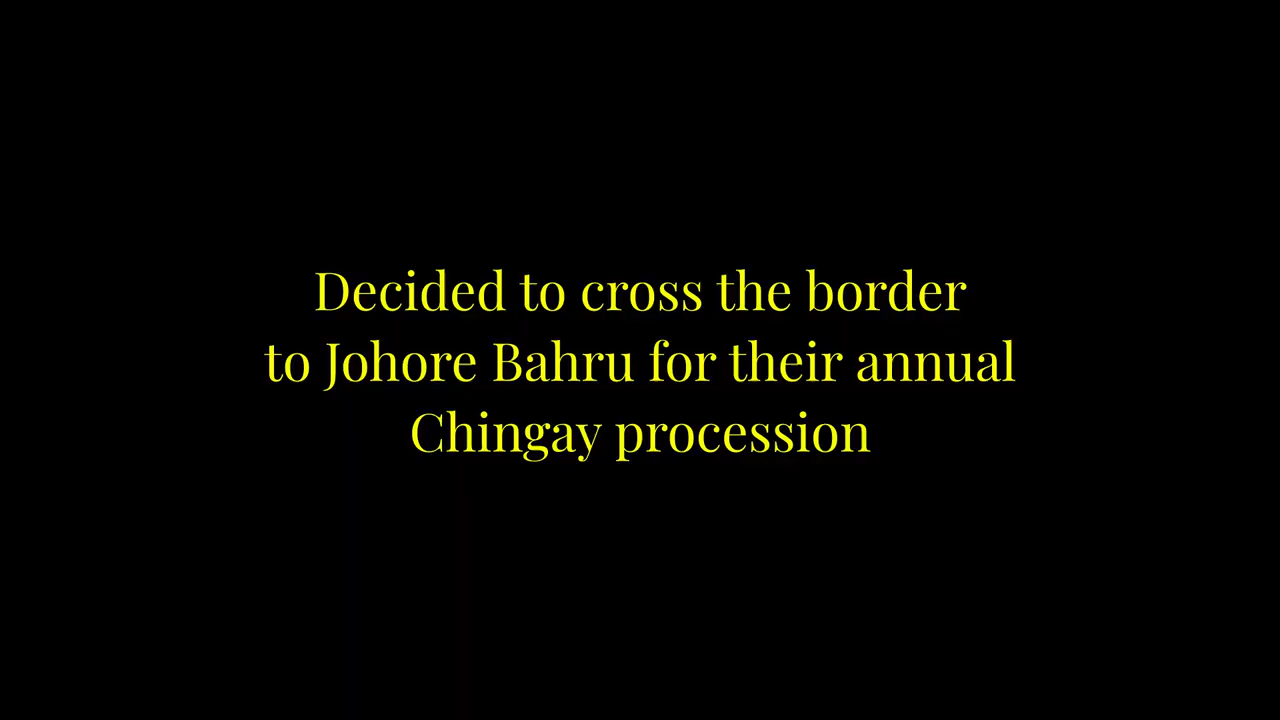 Decided to cross the border
to Johore Bahru for their annual
Chingay procession